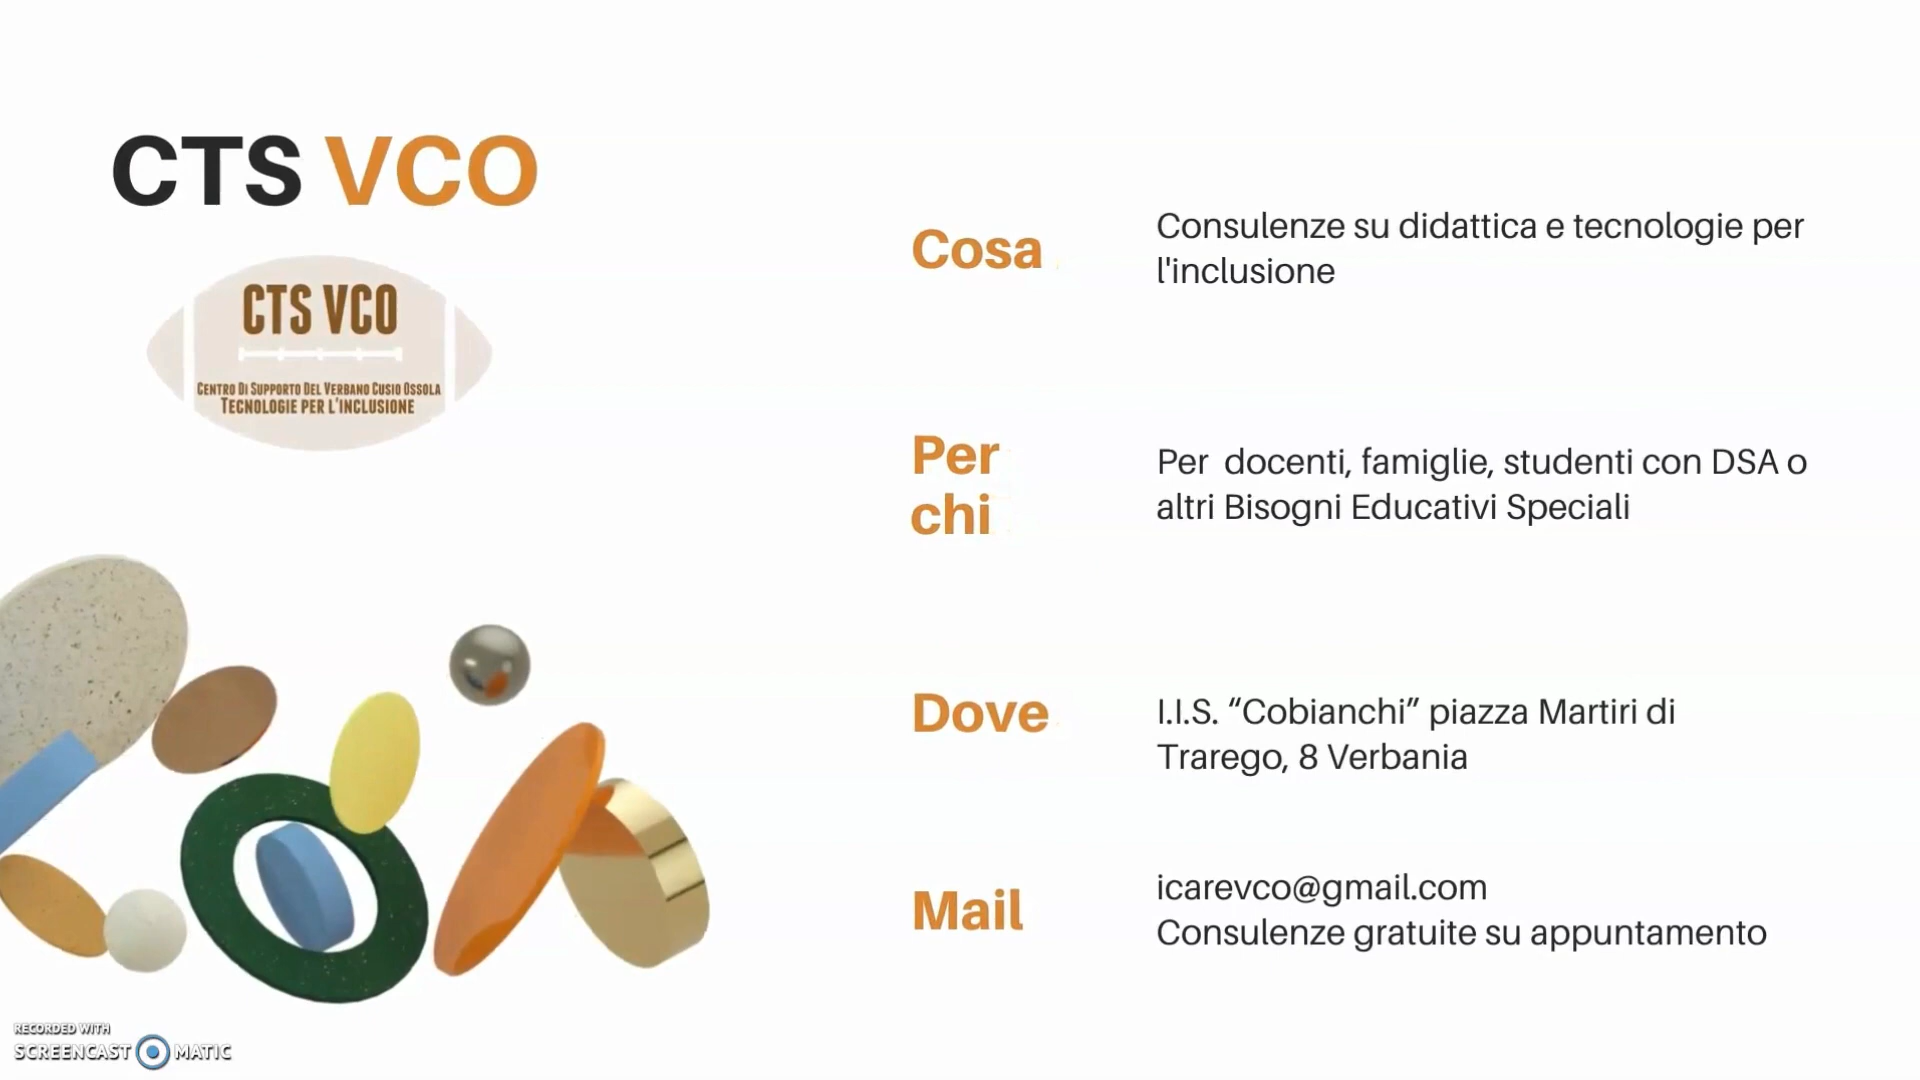 CTS VCO
CTS VCO
Centro Di Supporto Del Verbano Cusio Ossola
Tecnologie per l'inclusione
Cosa
Consulenze su didattica e tecnologie per
l'inclusione
Per
chi
Per  docenti, famiglie, studenti con DSA o
altri Bisogni Educativi Speciali
Dove
I.I.S. “Cobianchi” piazza Martiri di
Trarego, 8 Verbania
Mail
icarevco@gmail.com
Consulenze gratuite su appuntamento
RECORDED WITH
SCREENCAST MATIC